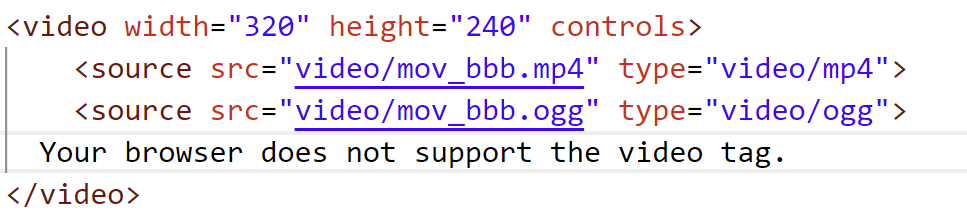 <video width="320" height="240" controls>
<source src="video/mov_bbb.mp4" type="video/mp4">
<source src="video/mov_bbb.ogg" type="video/ogg">
Your browser does not support the video tag.
</video>